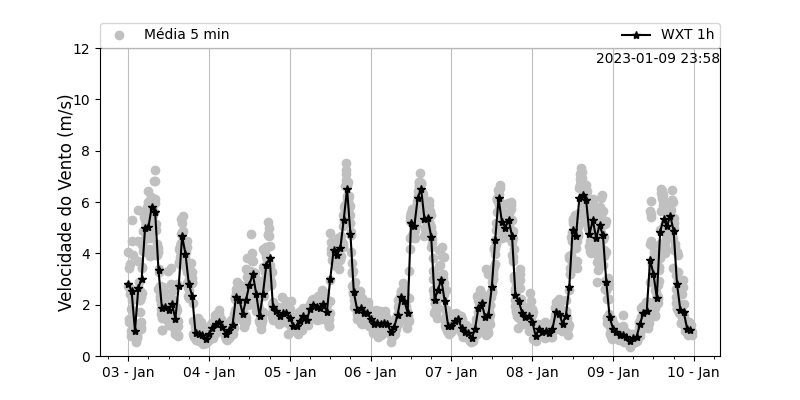 Média 5 min
WXT 1h
2023-01-09 23:58
Velocidade do Vento (m/s)
12
10
8
6
4
2
0
03 - Jan
04 - Jan
05 - Jan
06 - Jan
07 - Jan
08 - Jan
09 - Jan
10 - Jan